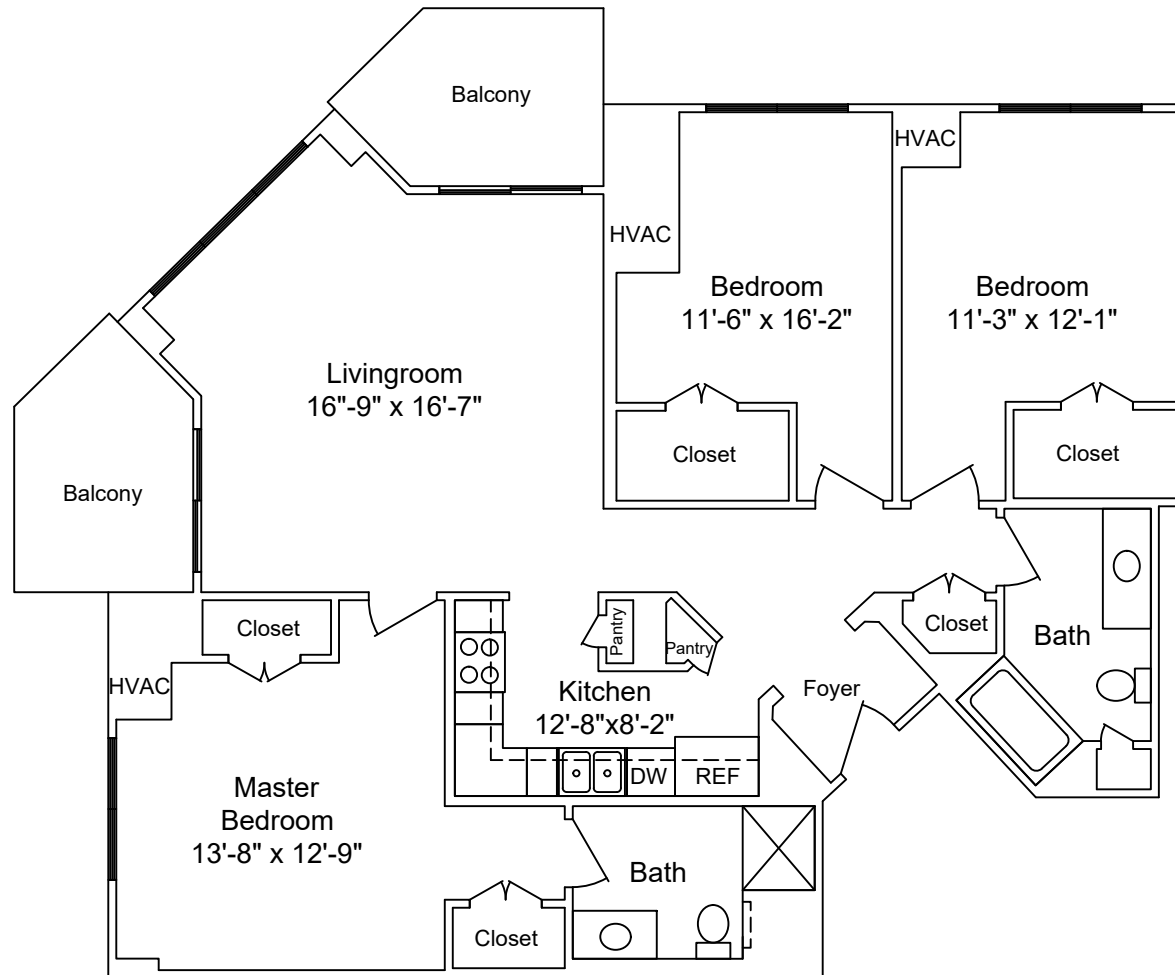 Balcony
HVAC
HVAC
Bedroom
11'-6" x 16'-2"
Bedroom
11'-3" x 12'-1"
Livingroom
16"-9" x 16'-7"
Closet
Closet
Balcony
Closet
Pantry
Pantry
Closet
Bath
HVAC
Kitchen
12'-8"x8'-2"
Foyer
DW
REF
Master
Bedroom
13'-8" x 12'-9"
Bath
Closet